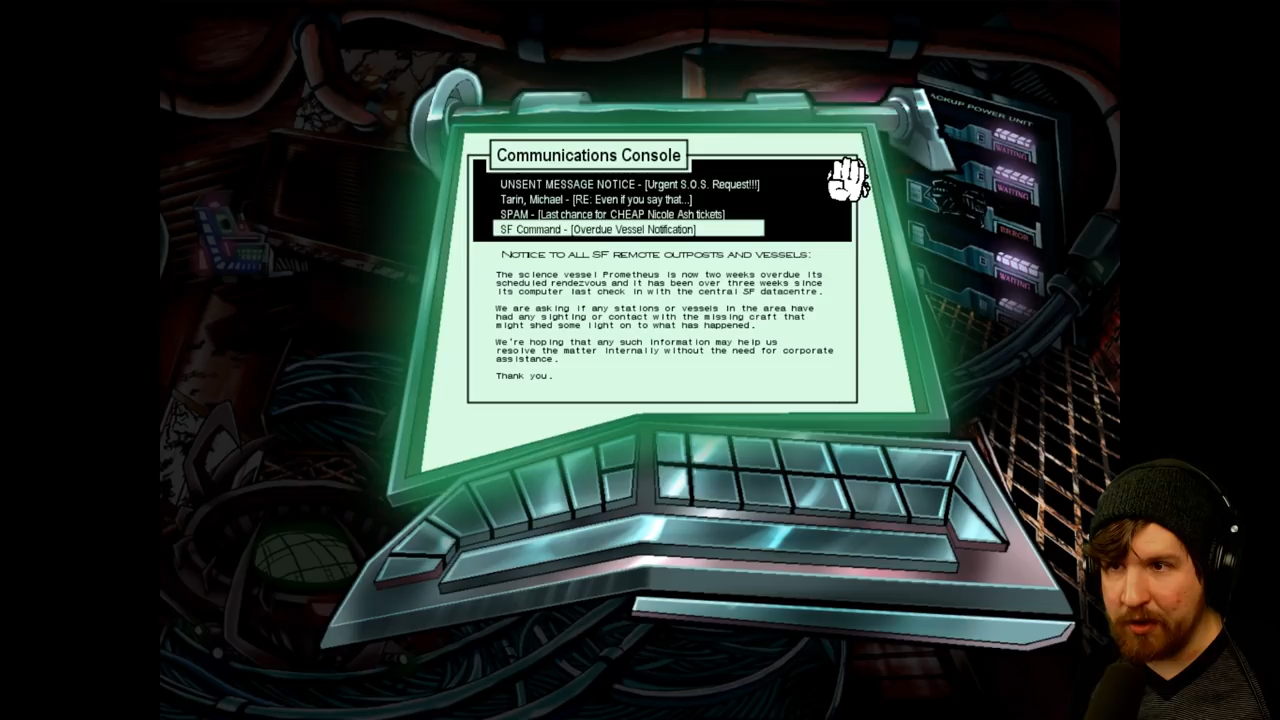 BACKUP POWER UNIT
WAITING
WAITING
ERROR
WAITING
Communications Console
UNSENT MESSAGE NOTICE - [Urgent S.O.S. Request!!!]
Tarin, Michael - [RE: Even if you say that...]
SPAM - [Last chance for CHEAP Nicole Ash tickets]
SF Command - [Overdue Vessel Notification]
Notice to all SF remote outposts and vessels:
The science vessel Prometheus is now two weeks overdue its
scheduled rendezvous and it has been over three weeks since
its computer last check in with the central SF datacentre.
We are asking if any stations or vessels in the area have
had any sighting or contact with the missing craft that
might shed some light on to what has happened.
We're hoping that any such information may help us
resolve the matter internally without the need for corporate
assistance.
Thank you.